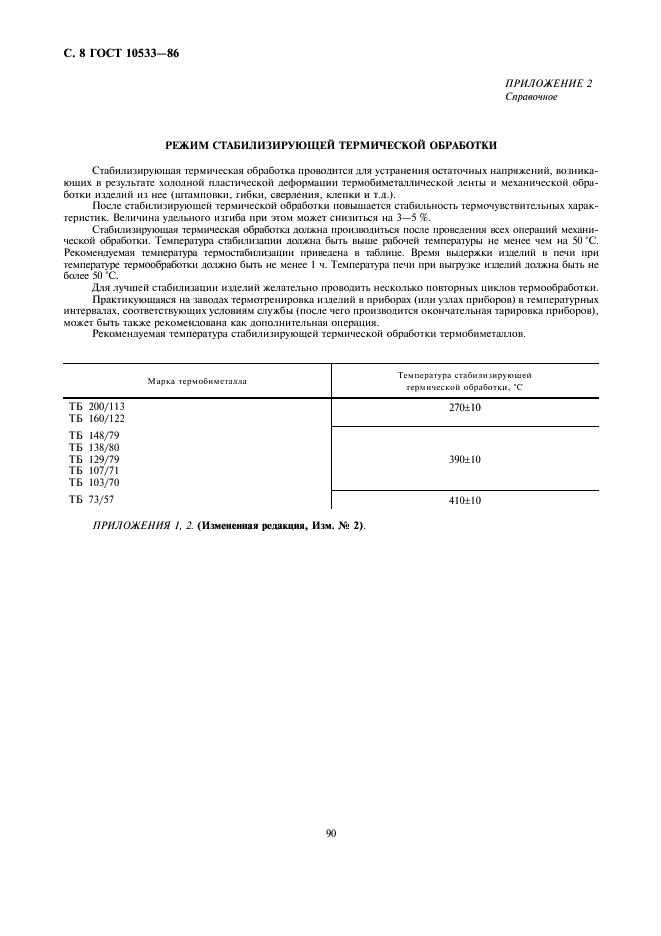 С. 8 ГОСТ 10533—86
ПРИЛОЖЕНИЕ 2
Справочное
РЕЖИМ СТАБИЛИЗИРУЮЩЕЙ ТЕРМИЧЕСКОЙ ОБРАБОТКИ
Стабилизирующая термическая обработка проводится для устранения остаточных напряжений, возника-
ющих в результате холодной пластической деформации термобиметаллической ленты и механической обра-
ботки изделий из нее (штамповки, гибки, сверления, клепки и т.д.).
После стабилизирующей термической обработки повышается стабильность термочувствительных харак-
теристик. Величина удельного изгиба при этом может снизиться на 3—5 %.
Стабилизирующая термическая обработка должна производиться после проведения всех операций механи-
ческой обработки. Температура стабилизации должна быть выше рабочей температуры не менее чем на 50 °С.
Рекомендуемая температура термостабилизации приведена в таблице. Время выдержки изделий в печи при
температуре термообработки должно быть не менее 1 ч. Температура печи при выгрузке изделий должна быть не
более 50 °С.
Для лучшей стабилизации изделий желательно проводить несколько повторных циклов термообработки.
Практикующаяся на заводах термотренировка изделий в приборах (или узлах приборов) в температурных
интервалах, соответствующих условиям службы (после чего производится окончательная тарировка приборов),
может быть также рекомендована как дополнительная операция.
Рекомендуемая температура стабилизирующей термической обработки термобиметаллов.
Марка термобиметалла
Температура стабилизирующей
термической обработки, °С
ТБ 200/113
ТБ 160/122
270±10
ТБ 148/79
ТБ 138/80
ТБ 129/79
ТБ 107/71
ТБ 103/70
390±10
ТБ 73/57
410±10
ПРИЛОЖЕНИЯ 1, 2. (Измененная редакция, Изм. № 2).
90